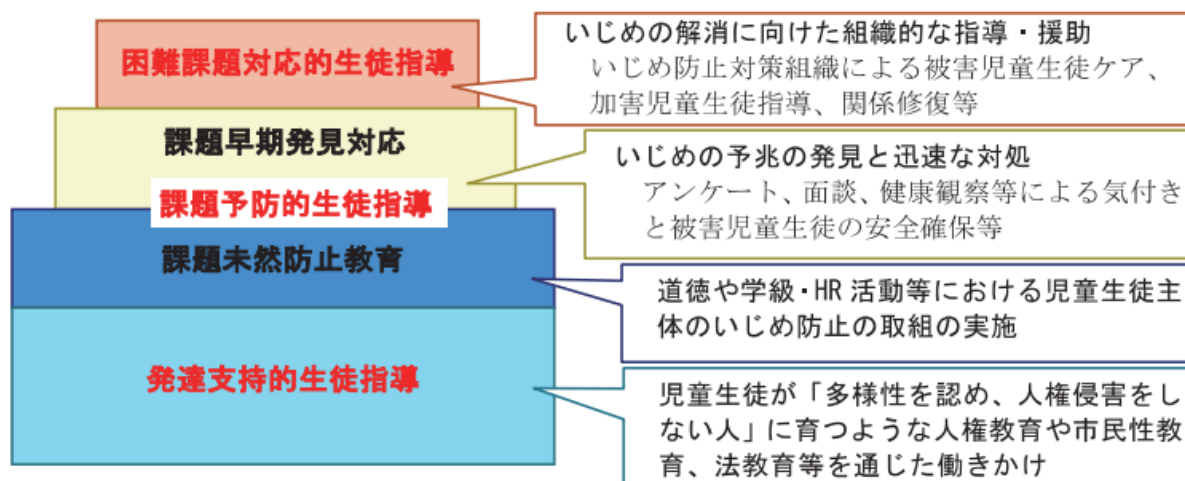 困難課題対応的生徒指導
いじめの解消に向けた組織的な指導・援助
いじめ防止対策組織による被害児童生徒ケア、
加害児童生徒指導、関係修復等
課題早期発見対応
いじめの予兆の発見と迅速な対処
アンケート、面談、健康観察等による気付き
と被害児童生徒の安全確保等
課題予防的生徒指導
課題未然防止教育
道徳や学級・HR 活動等における児童生徒主
体のいじめ防止の取組の実施
発達支持的生徒指導
児童生徒が「多様性を認め、人権侵害をし
ない人」に育つような人権教育や市民性教
育、法教育等を通じた働きかけ